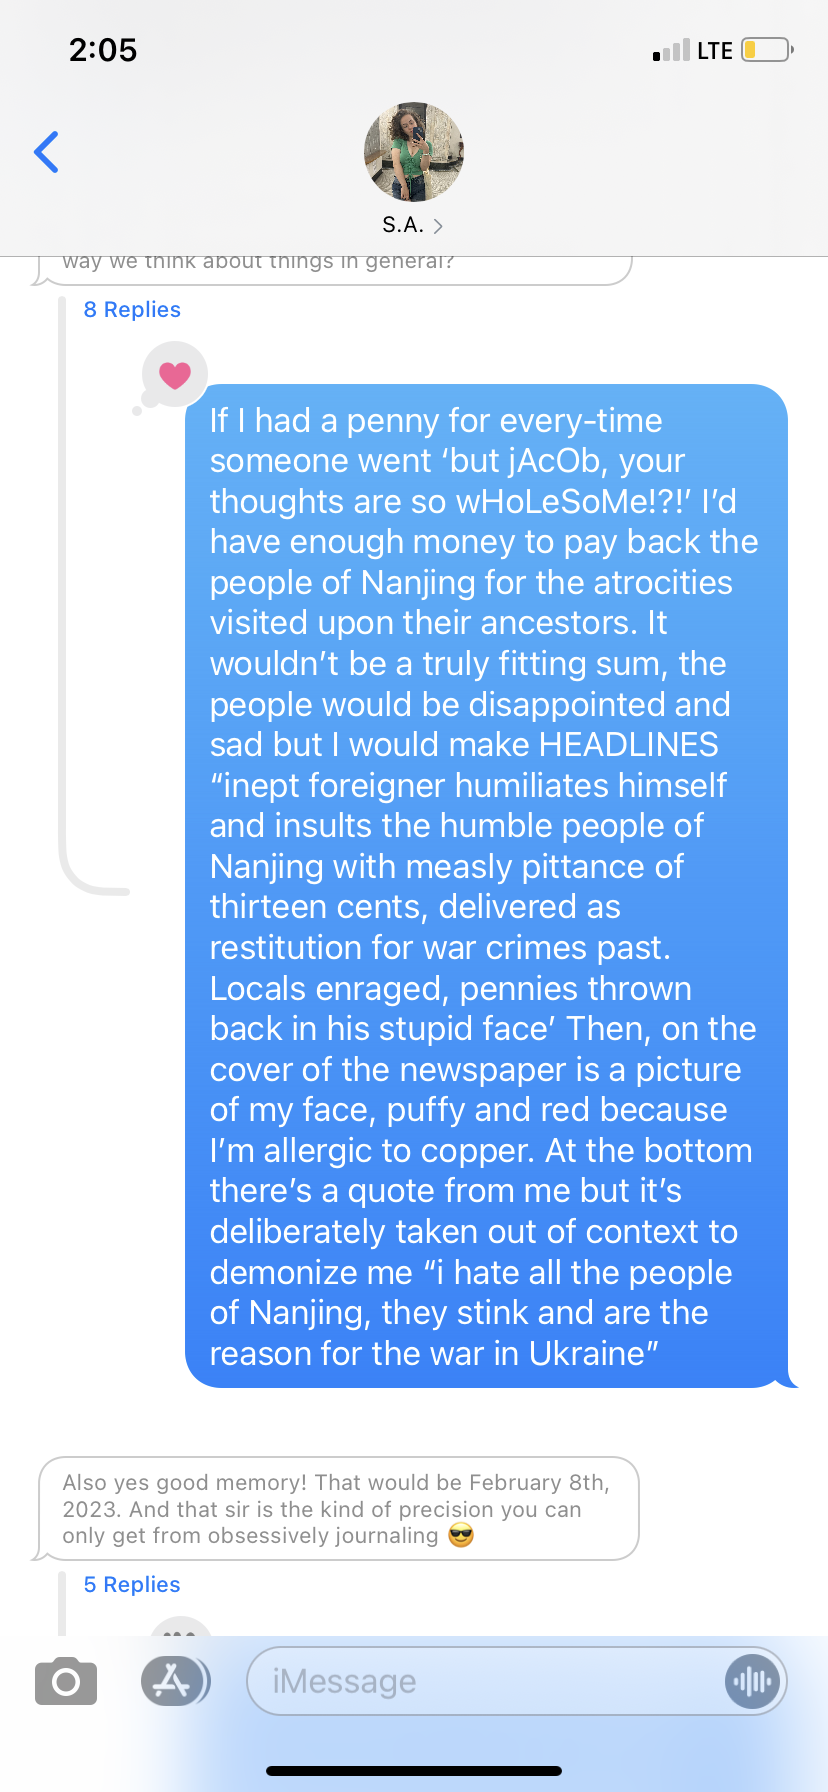 2:05
LTE
S.A.
way we think about things in general?
8 Replies
If I had a penny for every-time
someone went ‘but jAcOb, your
thoughts are so wHoLeSoMe!?!’ I’d
have enough money to pay back the
people of Nanjing for the atrocities
visited upon their ancestors. It
wouldn’t be a truly fitting sum, the
people would be disappointed and
sad but I would make HEADLINES
“inept foreigner humiliates himself
and insults the humble people of
Nanjing with measly pittance of
thirteen cents, delivered as
restitution for war crimes past.
Locals enraged, pennies thrown
back in his stupid face’ Then, on the
cover of the newspaper is a picture
of my face, puffy and red because
I’m allergic to copper. At the bottom
there’s a quote from me but it’s
deliberately taken out of context to
demonize me “i hate all the people
of Nanjing, they stink and are the
reason for the war in Ukraine”
Also yes good memory! That would be February 8th,
2023. And that sir is the kind of precision you can
only get from obsessively journaling 😎
5 Replies
iMessage